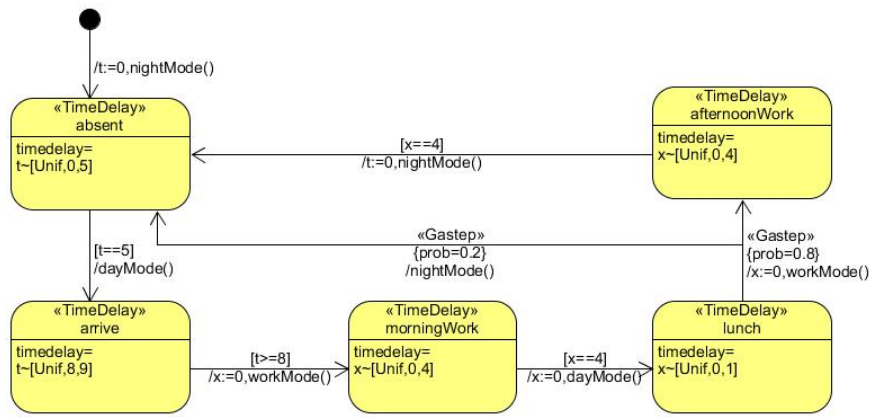 /t:=0,nightMode()
«TimeDelay»
absent
timedelay=
t~[Unif,0,5]
«TimeDelay»
afternoonWork
timedelay=
x~[Unif,0,4]
[x==4]
/t:=0,nightMode()
[t==5]
/dayMode()
«Gastep»
{prob=0.2}
/nightMode()
«Gastep»
{prob=0.8}
/x:=0,workMode()
«TimeDelay»
arrive
timedelay=
t~[Unif,8,9]
[t>=8]
/x:=0,workMode()
«TimeDelay»
morningWork
timedelay=
x~[Unif,0,4]
[x==4]
/x:=0,dayMode()
«TimeDelay»
lunch
timedelay=
x~[Unif,0,1]